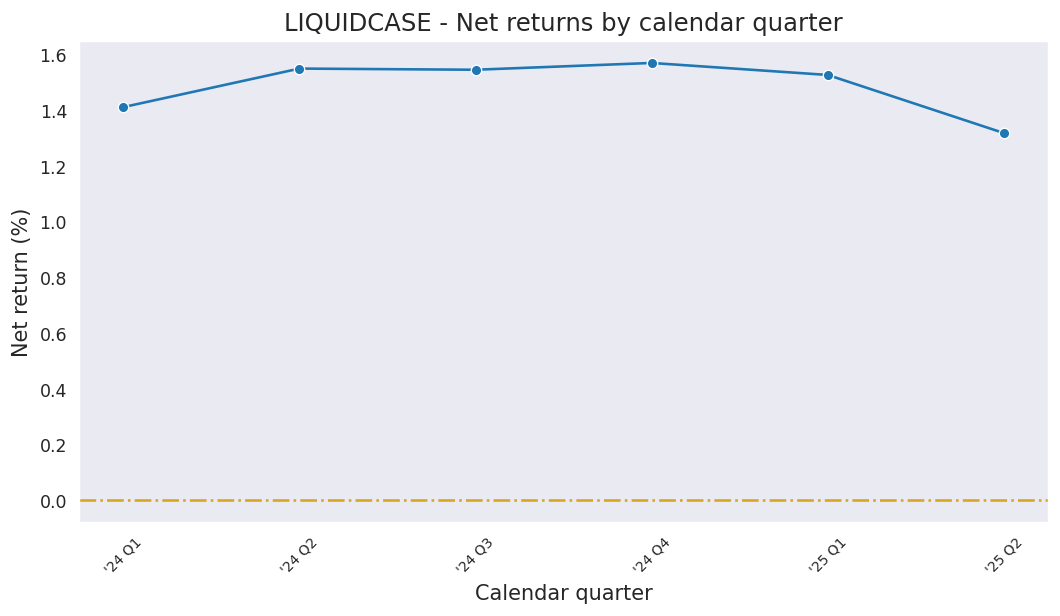 LIQUIDCASE - Net returns by calendar quarter
Net return (%)
1.6
1.4
1.2
1.0
0.8
0.6
0.4
0.2
0.0
'24 Q1
'24 Q2
'24 Q3
'24 Q4
'25 Q1
'25 Q2
Calendar quarter